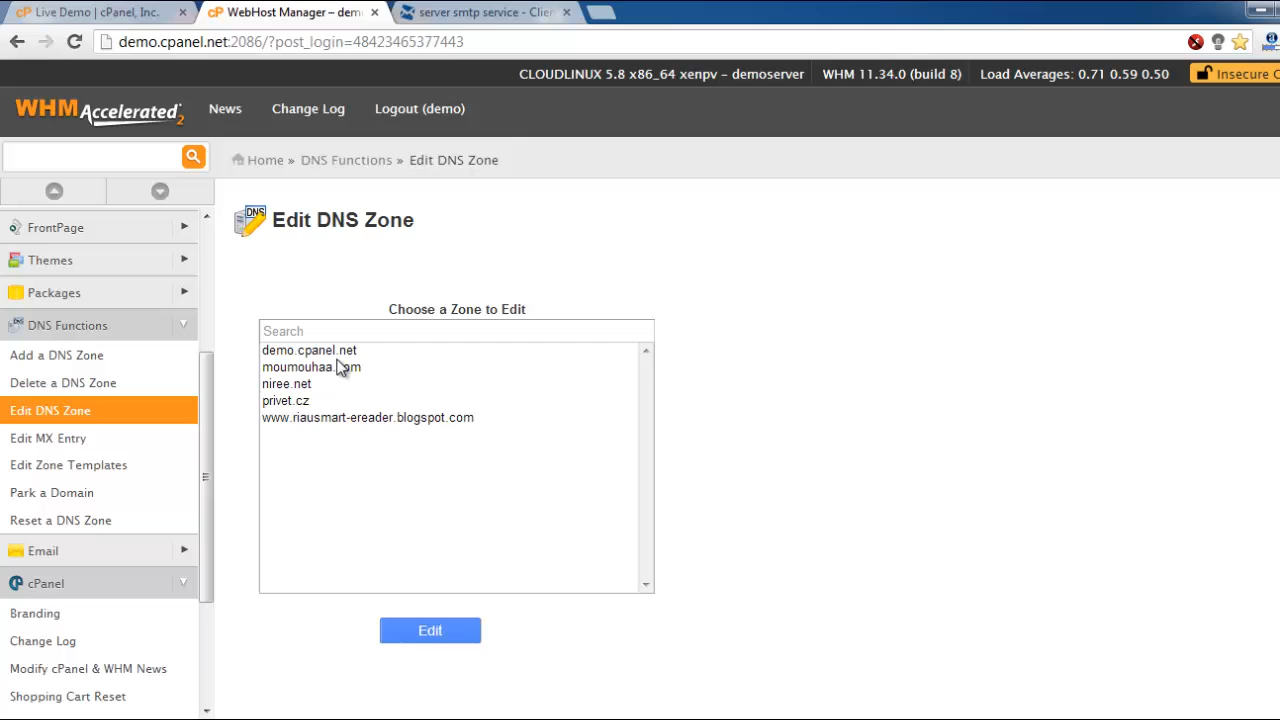 Live Demo | cPanel, Inc.
WebHost Manager – dem
server smtp service - Clien
demo.cpanel.net:2086/?post_login=48423465377443
CLOUDLINUX 5.8 x86_64 xenpv – demoserver
WHM 11.34.0 (build 8)
Load Averages: 0.71 0.59 0.50
Insecure C
WHM Accelerated2
News
Change Log
Logout (demo)
Home » DNS Functions » Edit DNS Zone
FrontPage
Themes
Packages
DNS Functions
Add a DNS Zone
Delete a DNS Zone
Edit DNS Zone
Edit MX Entry
Edit Zone Templates
Park a Domain
Reset a DNS Zone
Email
cPanel
Branding
Change Log
Modify cPanel & WHM News
Shopping Cart Reset
DNS
Edit DNS Zone
Choose a Zone to Edit
Search
demo.cpanel.net
moumouhaa.com
niree.net
privet.cz
www.riausmart-ereader.blogspot.com
Edit